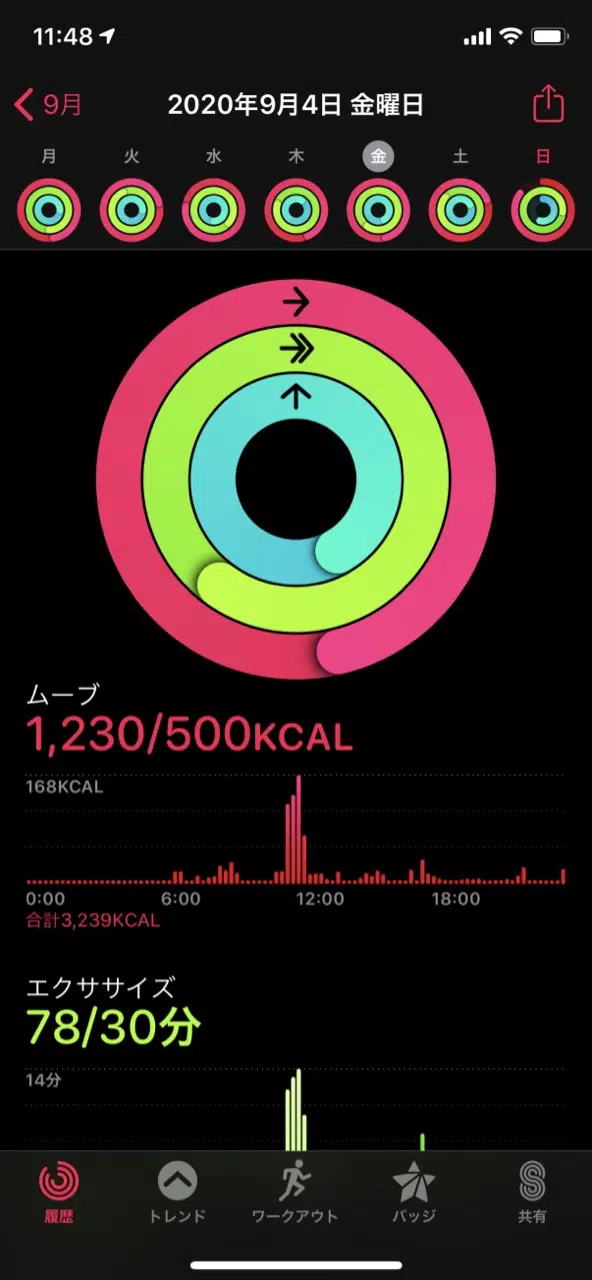 11:48
9月
2020年9月4日 金曜日
月 火 水 木 金 土 日
ムーブ
1,230/500KCAL
168KCAL
0:00 6:00 12:00 18:00
合計3,239KCAL
エクササイズ
78/30分
14分
履歴 トレンド ワークアウト バッジ 共有